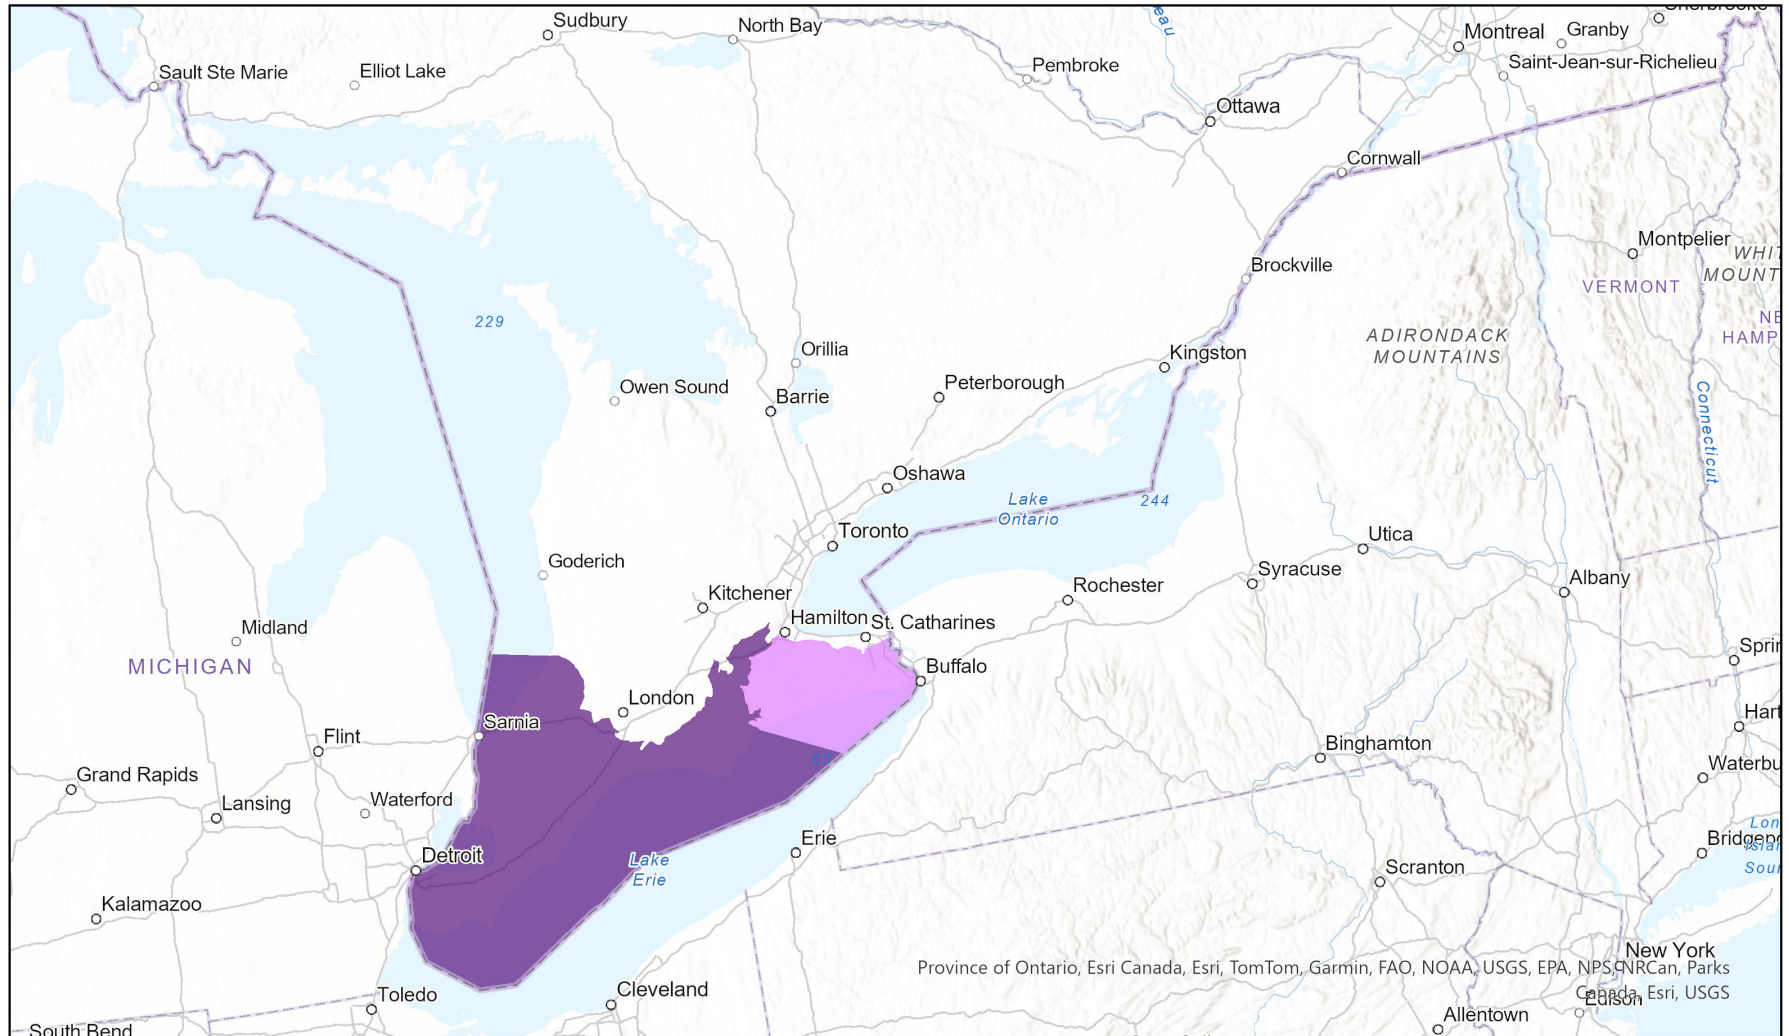 Sudbury
North Bay
Montreal
Granby
Sault Ste Marie
Elliot Lake
Pembroke
Saint-Jean-sur-Richelieu
Ottawa
Cornwall
Montpelier
Brockville
VERMONT
229
ADIRONDACK
MOUNTAINS
Orillia
Kingston
Owen Sound
Peterborough
Barrie
Connecticut
Oshawa
Lake
Ontario
244
Toronto
Utica
Goderich
Syracuse
Albany
Rochester
Kitchener
Hamilton
St. Catharines
Midland
MICHIGAN
Buffalo
London
Sarnia
Flint
Binghamton
Grand Rapids
Lansing
Waterford
Erie
Detroit
Lake
Erie
Scranton
Kalamazoo
New York
Province of Ontario, Esri Canada, Esri, TomTom, Garmin, FAO, NOAA, USGS, EPA, NPS, NRCan, Parks
Canada, Esri, USGS
Edison
Toledo
Cleveland
Allentown
South Bend